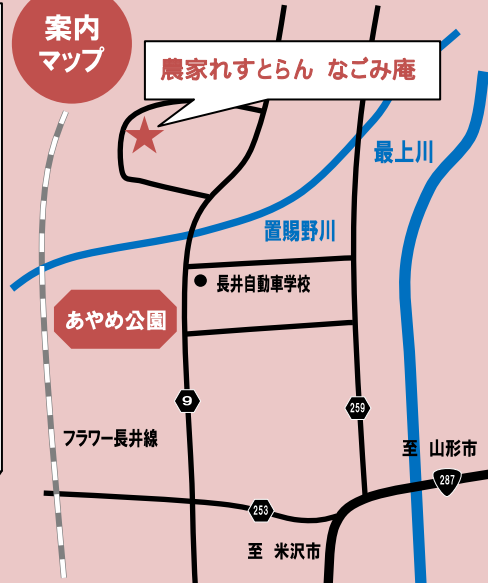 案内
マップ
農家れすとらん なごみ庵
最上川
置賜野川
長井自動車学校
あやめ公園
9
259
フラワー長井線
至 山形市
287
253
至 米沢市